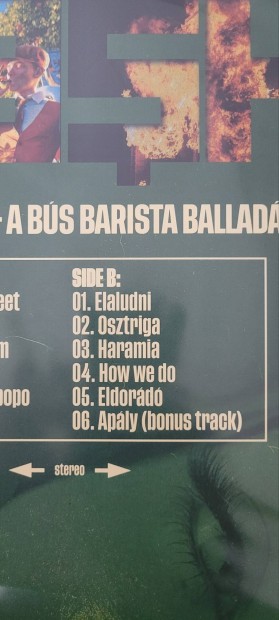 - A BÚS BARISTA BALLADÁ
SIDE B:
eet 01. Elaludni
02. Osztriga
m 03. Haramia
04. How we do
popo 05. Eldorádó
06. Apály (bonus track)
stereo